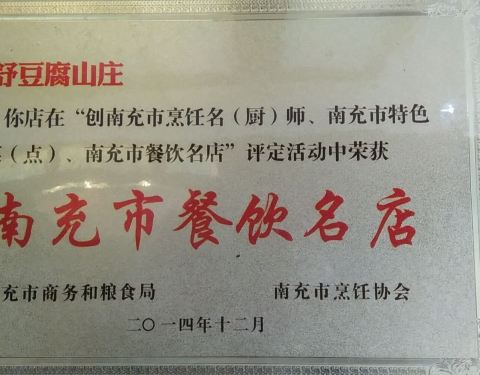 舒豆腐山庄
你店在“创南充市烹饪名（厨）师、南充市特色
（点）、南充市餐饮名店”评定活动中荣获
南充市餐饮名店
充市商务和粮食局 南充市烹饪协会
二〇一四年十二月